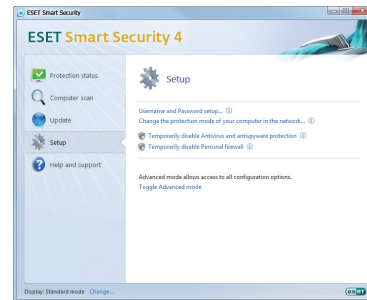 ESET Smart Security
ESET Smart Security 4
Protection status
Computer scan
Update
Setup
Help and support
Setup
Username and Password setup...
Change the protection mode of your computer in the network...
Temporarily disable Antivirus and antispyware protection
Temporarily disable Personal firewall
Advanced mode allows access to all configuration options.
Toggle Advanced mode
Display: Standard mode Change...
eset